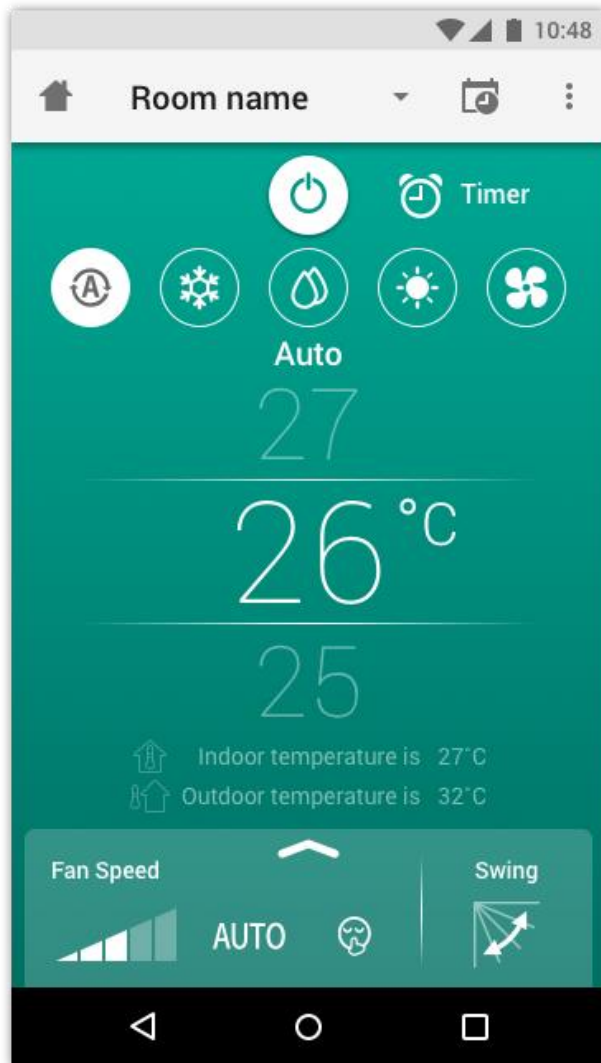 10:48
Room name
Timer
A
Auto
27
26 °C
25
Indoor temperature is 27°C
Outdoor temperature is 32°C
Fan Speed
Swing
AUTO